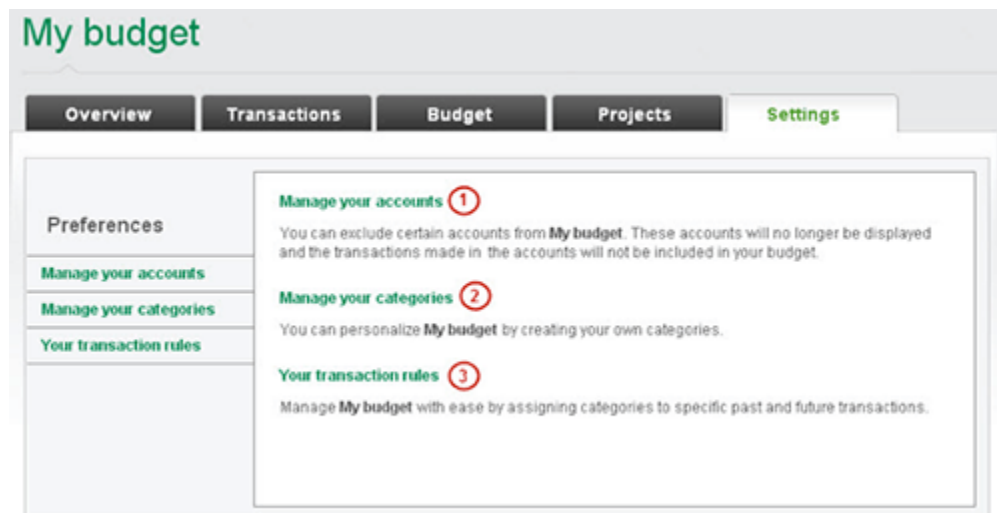 My budget
Overview Transactions Budget Projects Settings
Preferences
Manage your accounts
Manage your categories
Your transaction rules
Manage your accounts 1
You can exclude certain accounts from My budget. These accounts will no longer be displayed
and the transactions made in the accounts will not be included in your budget.
Manage your categories 2
You can personalize My budget by creating your own categories.
Your transaction rules 3
Manage My budget with ease by assigning categories to specific past and future transactions.